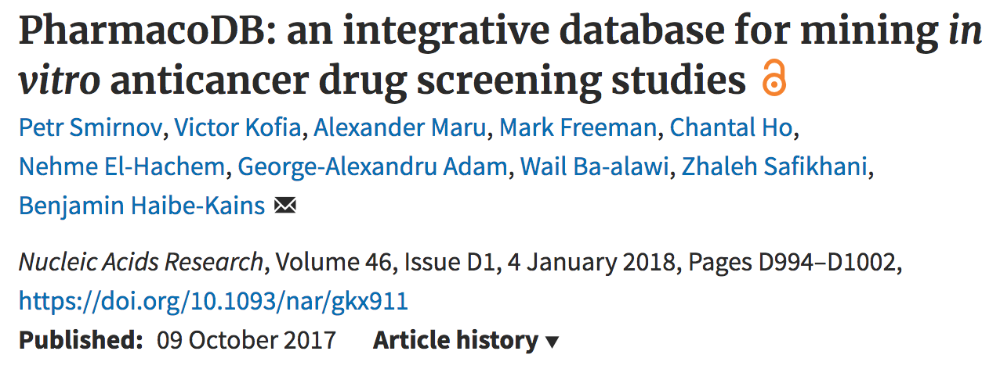 PharmacoDB: an integrative database for mining in
vitro anticancer drug screening studies
Petr Smirnov, Victor Kofia, Alexander Maru, Mark Freeman, Chantal Ho,
Nehme El-Hachem, George-Alexandru Adam, Wail Ba-alawi, Zhaleh Safikhani,
Benjamin Haibe-Kains
Nucleic Acids Research, Volume 46, Issue D1, 4 January 2018, Pages D994–D1002,
https://doi.org/10.1093/nar/gkx911
Published: 09 October 2017 Article history ▾